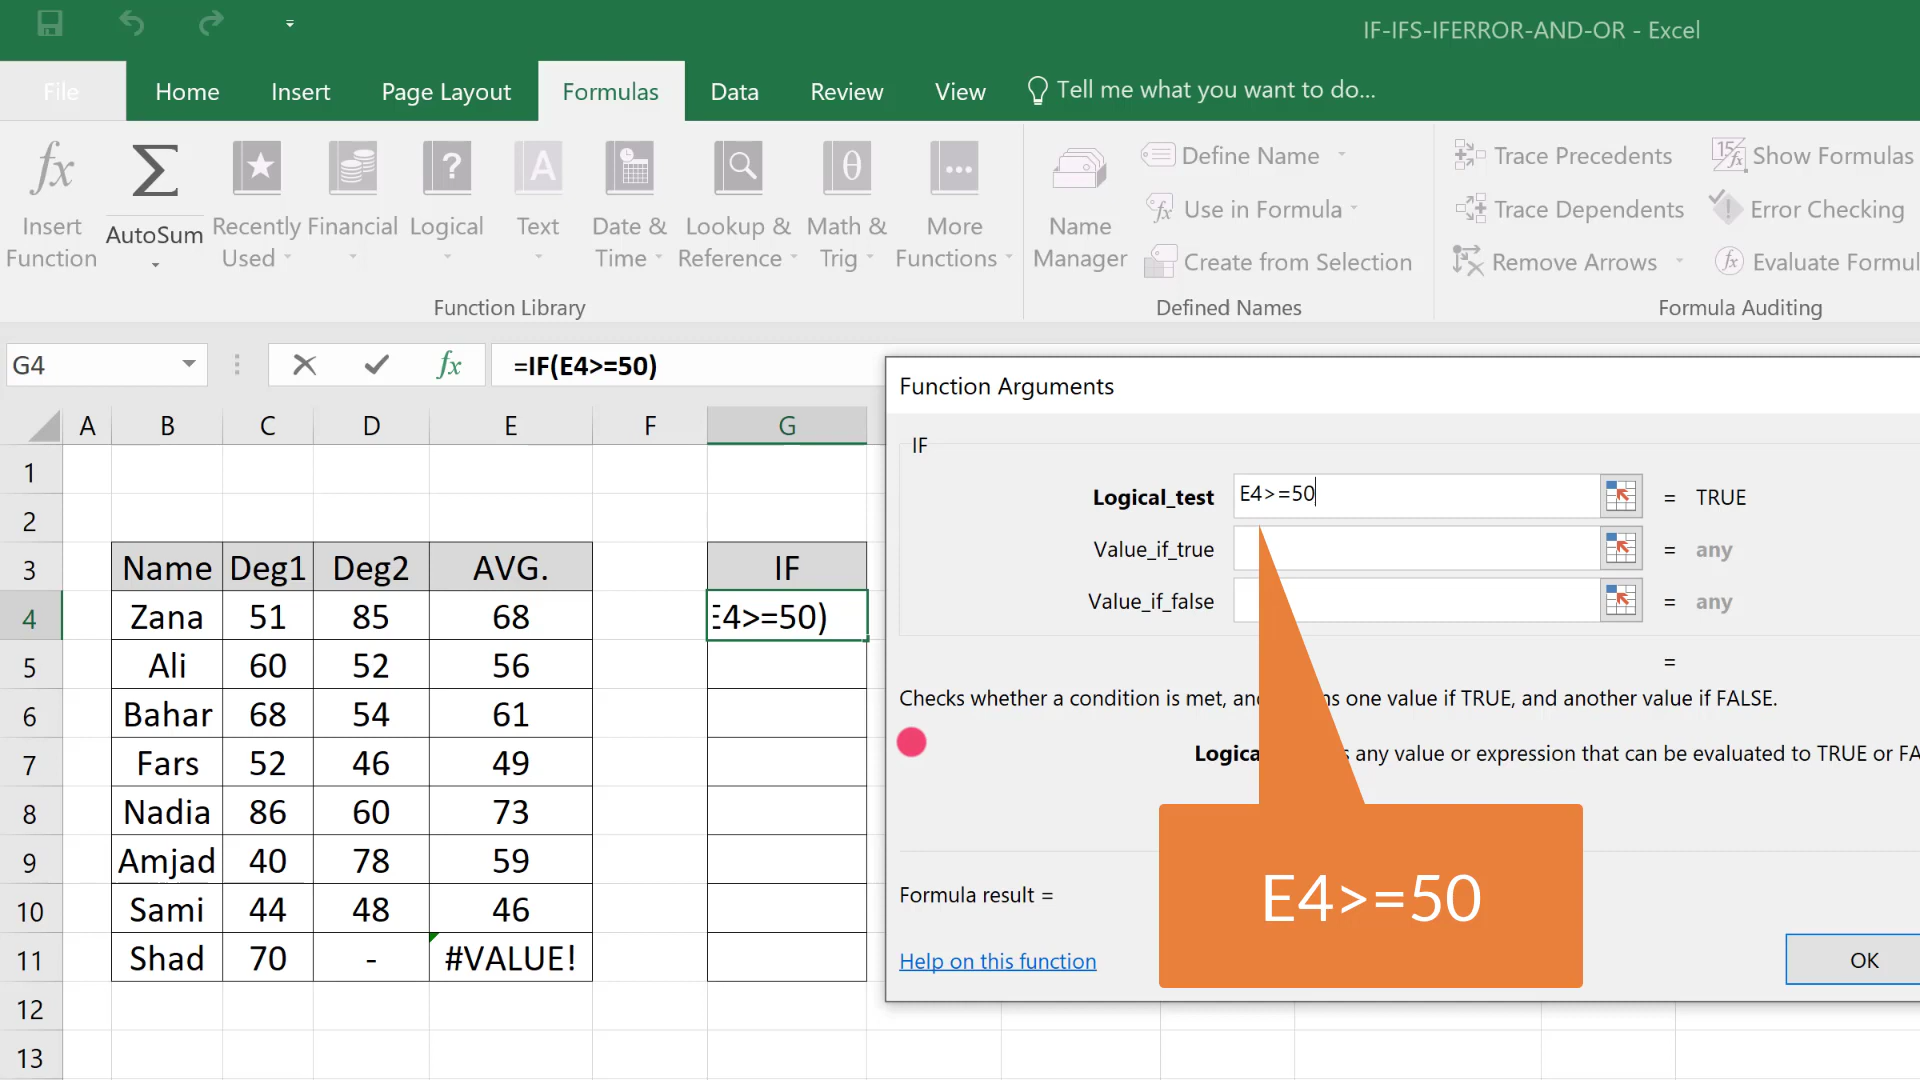 IF-IFS-IFERROR-AND-OR - Excel
File Home Insert Page Layout Formulas Data Review View Tell me what you want to do...
fx Σ ? A θ
Insert Function
AutoSum
Recently Used
Financial
Logical
Text
Date & Time
Lookup & Reference
Math & Trig
More Functions
Function Library
Name Manager
Define Name
Use in Formula
Create from Selection
Defined Names
Trace Precedents
Trace Dependents
Remove Arrows
Show Formulas
Error Checking
Evaluate Formul
Formula Auditing
G4 fx =IF(E4>=50)
A B C D E F G
1
2
3 Name Deg1 Deg2 AVG. IF
4 Zana 51 85 68 E4>=50)
5 Ali 60 52 56
6 Bahar 68 54 61
7 Fars 52 46 49
8 Nadia 86 60 73
9 Amjad 40 78 59
10 Sami 44 48 46
11 Shad 70 - #VALUE!
12
13
Function Arguments
IF
Logical_test E4>=50 = TRUE
Value_if_true = any
Value_if_false = any
=
Checks whether a condition is met, an s one value if TRUE, and another value if FALSE.
Logica s any value or expression that can be evaluated to TRUE or FA
Formula result =
Help on this function
OK
E4>=50